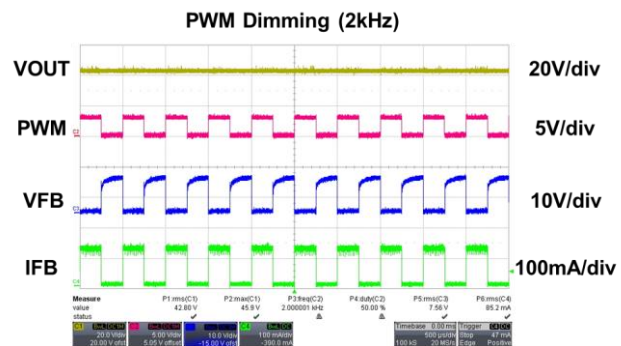 PWM Dimming (2kHz)
VOUT 20V/div
PWM 5V/div
VFB 10V/div
IFB 100mA/div
Measure P1:rms(C1) P2:max(C1) P3:freq(C2) P4:duty(C2) P5:rms(C3) P6:rms(C4)
value 42.80 V 45.9 V 2.000001 kHz 50.00 % 7.56 V 85.2 mA
status
20.0 V/div 5.00 V/div 10.0 V/div 100 mA/div Timebase 0.00 ms Trigger
20.00 V ofst 5.05 V offset -15.00 V ofst -390.0 mA 500 µs/div Stop 47 mA
100 kS 20 MS/s Edge Positive